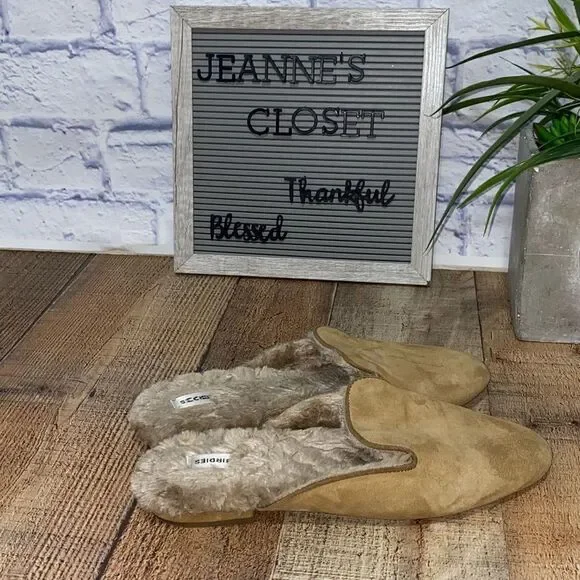 JEANNE'S
CLOSET
Thankful
Blessed
BIRDIES